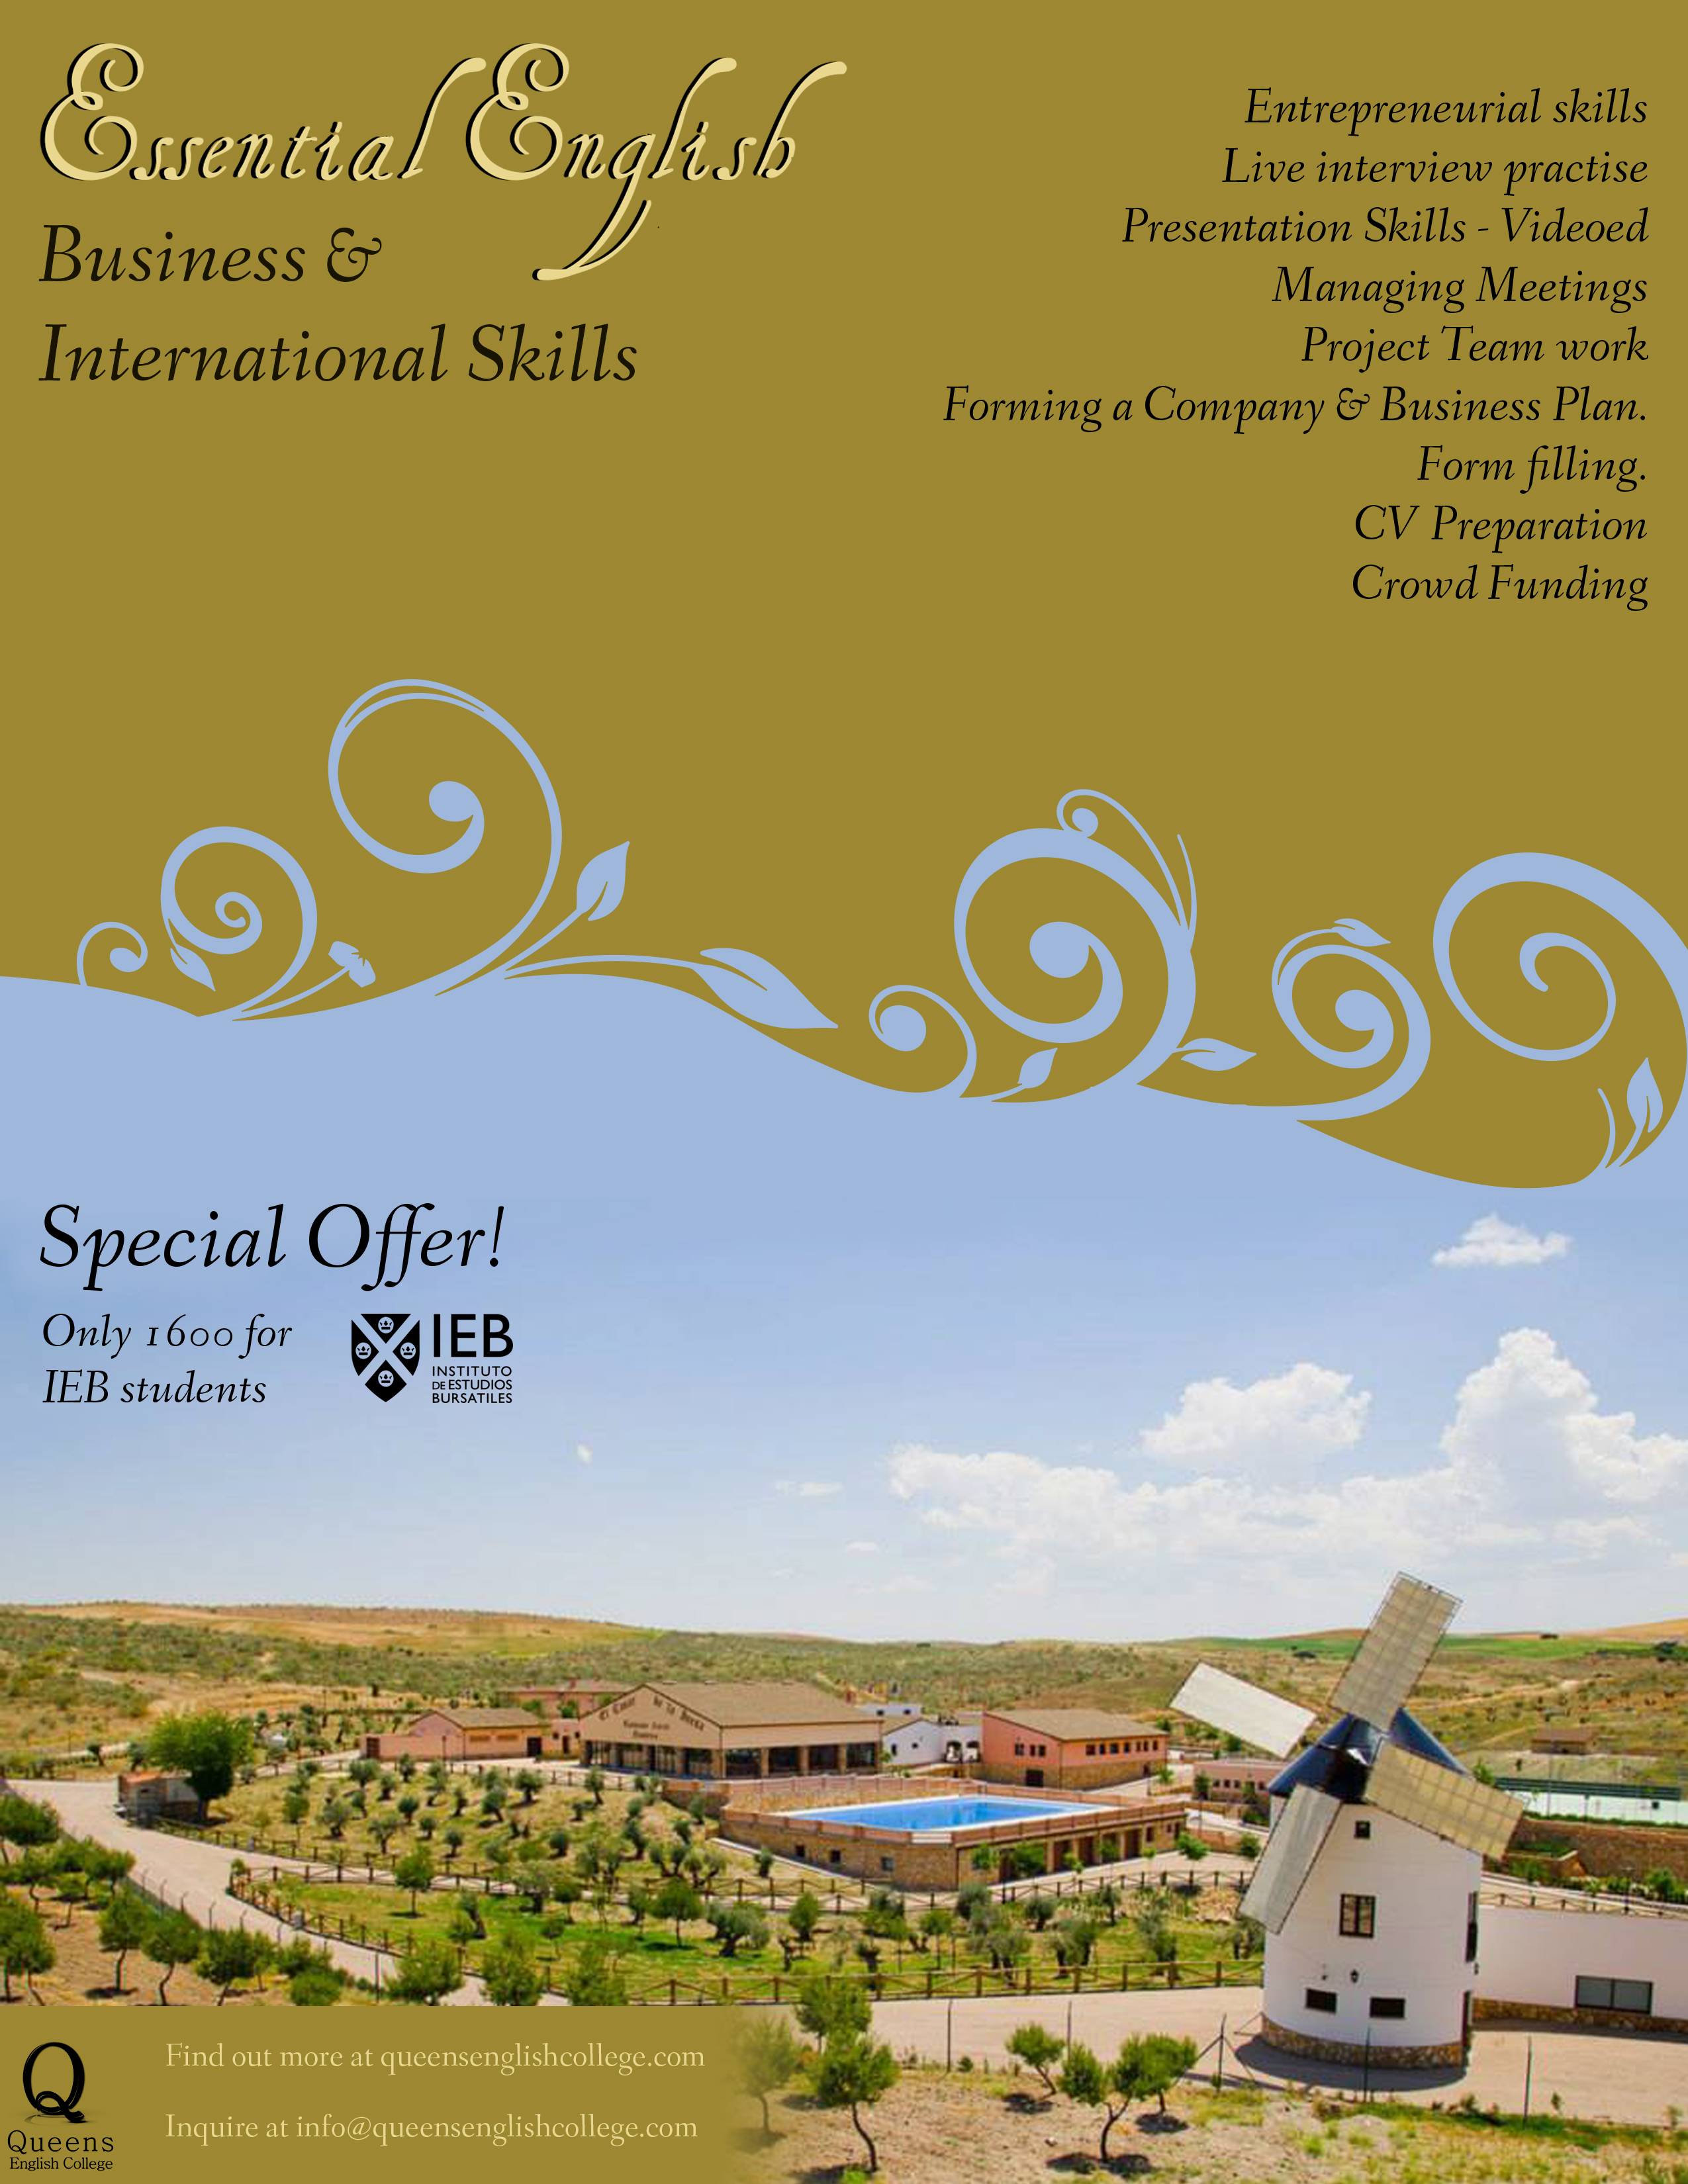 Essential English
Business &
International Skills
Entrepreneurial skills
Live interview practise
Presentation Skills - Videoed
Managing Meetings
Project Team work
Forming a Company & Business Plan.
Form filling.
CV Preparation
Crowd Funding
Special Offer!
Only 1600 for
IEB students
IEB
INSTITUTO
DE ESTUDIOS
BURSATILES
Find out more at queensenglishcollege.com
Inquire at info@queensenglishcollege.com
Q
Queens
English College